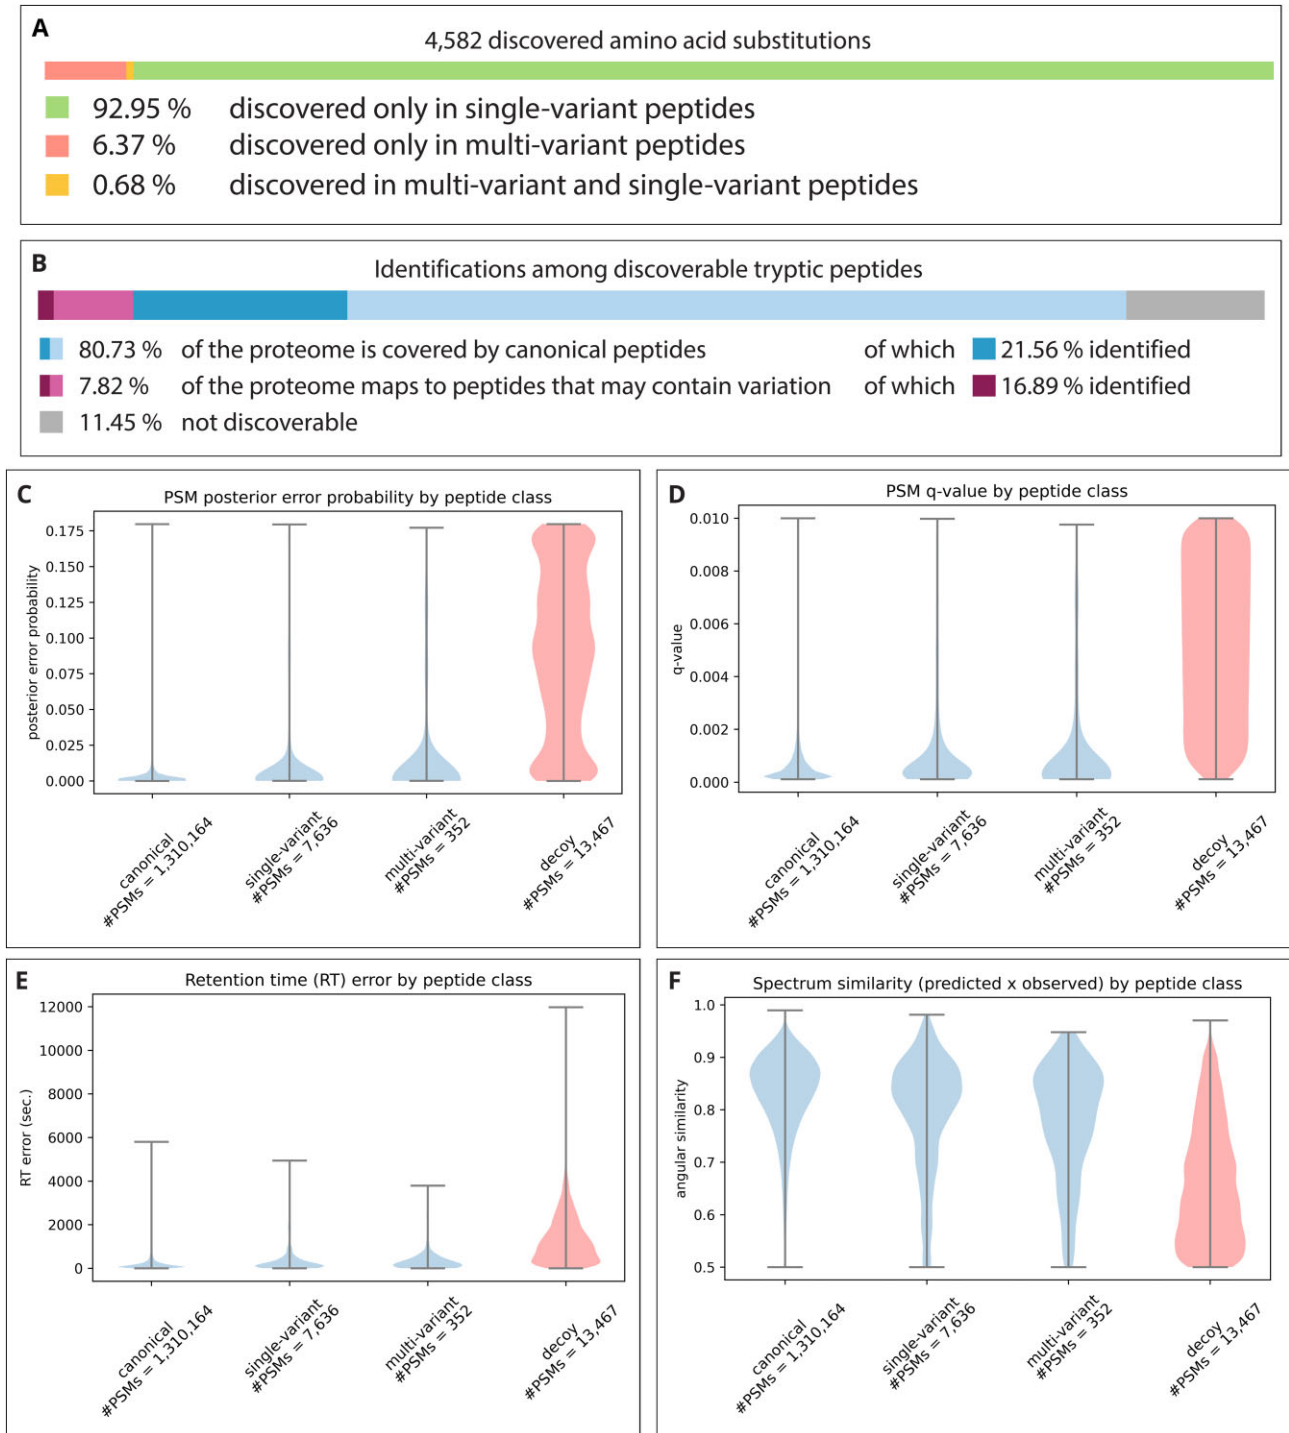 A
4,582 discovered amino acid substitutions
92.95 % discovered only in single-variant peptides
6.37 % discovered only in multi-variant peptides
0.68 % discovered in multi-variant and single-variant peptides
B
Identifications among discoverable tryptic peptides
80.73 % of the proteome is covered by canonical peptides of which 21.56 % identified
7.82 % of the proteome maps to peptides that may contain variation of which 16.89 % identified
11.45 % not discoverable
C
PSM posterior error probability by peptide class
posterior error probability
0.175
0.150
0.125
0.100
0.075
0.050
0.025
0.000
canonical
#PSMs = 1,310,164
single-variant
#PSMs = 7,636
multi-variant
#PSMs = 352
decoy
#PSMs = 13,467
D
PSM q-value by peptide class
q-value
0.010
0.008
0.006
0.004
0.002
0.000
canonical
#PSMs = 1,310,164
single-variant
#PSMs = 7,636
multi-variant
#PSMs = 352
decoy
#PSMs = 13,467
E
Retention time (RT) error by peptide class
RT error (sec.)
12000
10000
8000
6000
4000
2000
0
canonical
#PSMs = 1,310,164
single-variant
#PSMs = 7,636
multi-variant
#PSMs = 352
decoy
#PSMs = 13,467
F
Spectrum similarity (predicted x observed) by peptide class
angular similarity
1.0
0.9
0.8
0.7
0.6
0.5
canonical
#PSMs = 1,310,164
single-variant
#PSMs = 7,636
multi-variant
#PSMs = 352
decoy
#PSMs = 13,467